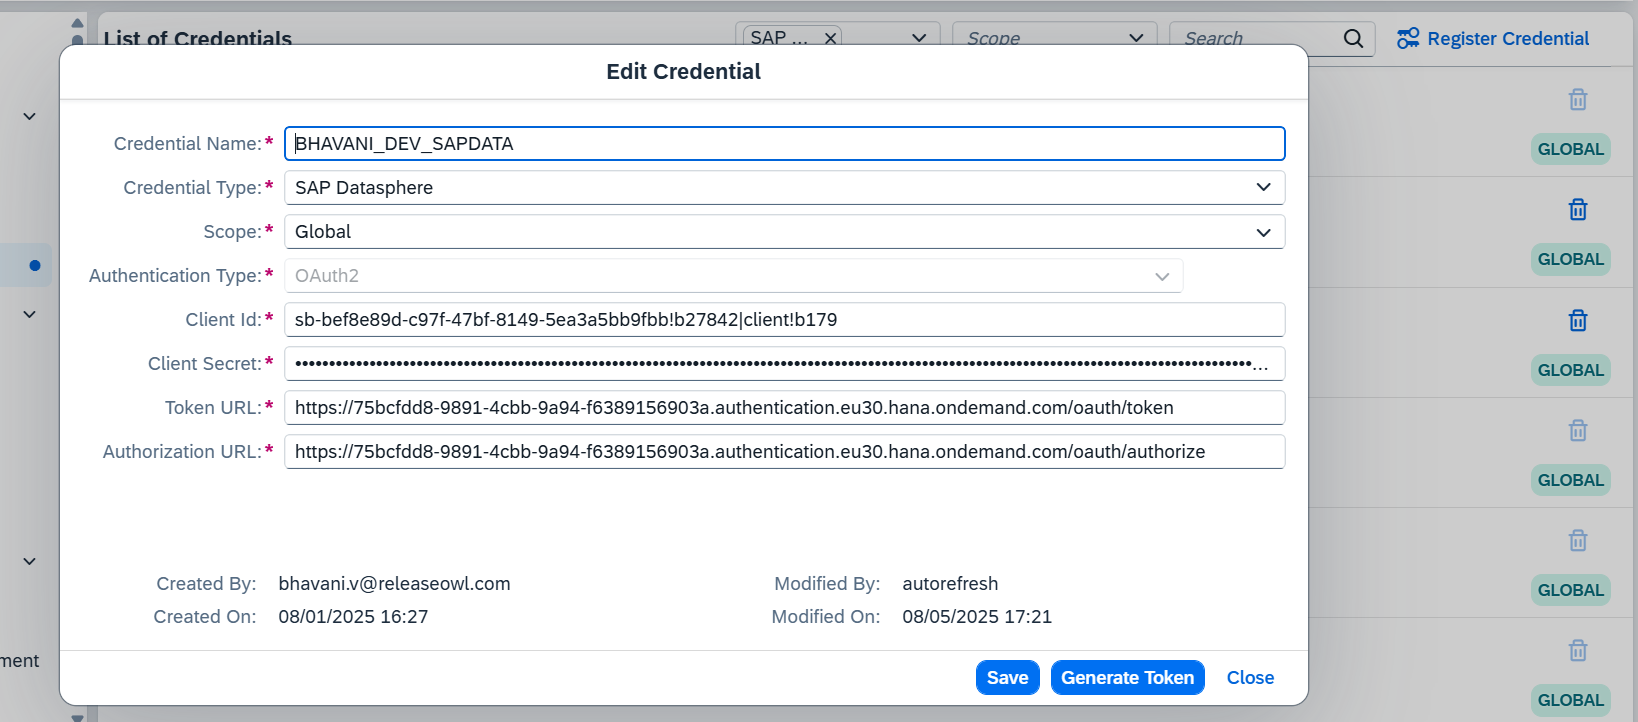 List of Credentials
SAP ...
Scope
Search
Register Credential
Edit Credential
Credential Name:* BHAVANI_DEV_SAPDATA
Credential Type:* SAP Datasphere
Scope:* Global
Authentication Type:* OAuth2
Client Id:* sb-bef8e89d-c97f-47bf-8149-5ea3a5bb9fbb!b27842|client!b179
Client Secret:*
Token URL:* https://75bcfdd8-9891-4cbb-9a94-f6389156903a.authentication.eu30.hana.ondemand.com/oauth/token
Authorization URL:* https://75bcfdd8-9891-4cbb-9a94-f6389156903a.authentication.eu30.hana.ondemand.com/oauth/authorize
Created By: bhavani.v@releaseowl.com
Modified By: autorefresh
Created On: 08/01/2025 16:27
Modified On: 08/05/2025 17:21
Save
Generate Token
Close
GLOBAL
GLOBAL
GLOBAL
GLOBAL
GLOBAL
GLOBAL
ment